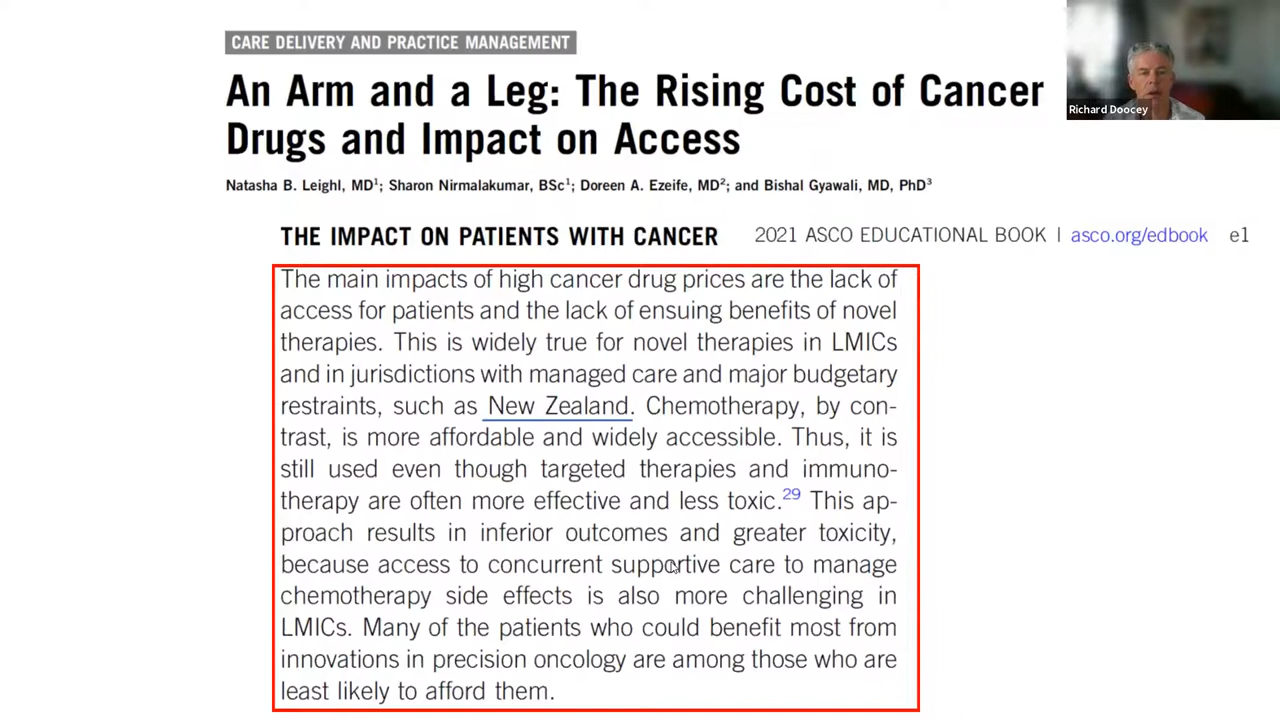 CARE DELIVERY AND PRACTICE MANAGEMENT
An Arm and a Leg: The Rising Cost of Cancer
Drugs and Impact on Access
Richard Doocey
Natasha B. Leighl, MD¹; Sharon Nirmalakumar, BSc¹; Doreen A. Ezeife, MD²; and Bishal Gyawali, MD, PhD³
THE IMPACT ON PATIENTS WITH CANCER
2021 ASCO EDUCATIONAL BOOK | asco.org/edbook e1
The main impacts of high cancer drug prices are the lack of
access for patients and the lack of ensuing benefits of novel
therapies. This is widely true for novel therapies in LMICs
and in jurisdictions with managed care and major budgetary
restraints, such as New Zealand. Chemotherapy, by con-
trast, is more affordable and widely accessible. Thus, it is
still used even though targeted therapies and immuno-
therapy are often more effective and less toxic.²⁹ This ap-
proach results in inferior outcomes and greater toxicity,
because access to concurrent supportive care to manage
chemotherapy side effects is also more challenging in
LMICs. Many of the patients who could benefit most from
innovations in precision oncology are among those who are
least likely to afford them.